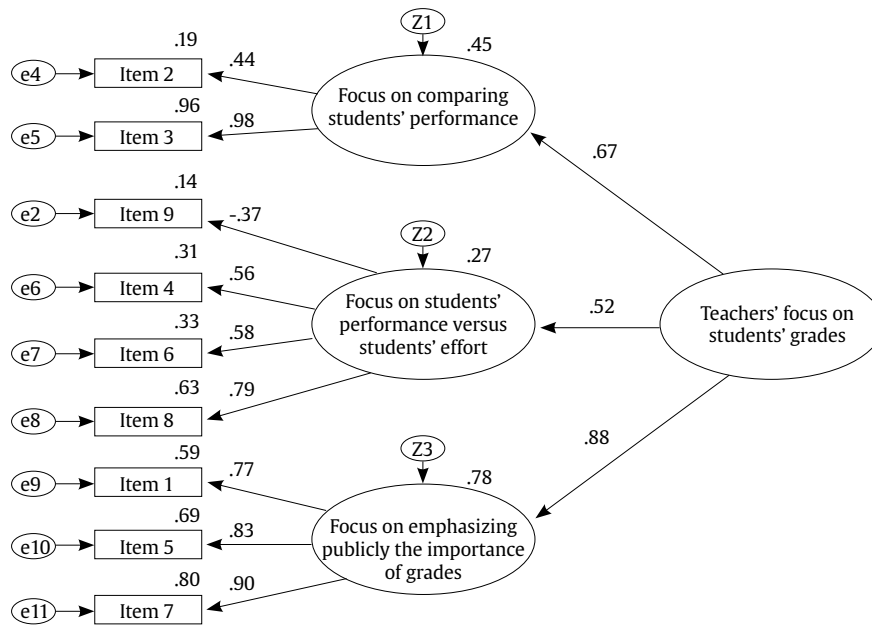 Z1
.19
.45
.44
e4
Item 2
Focus on comparing
students' performance
.96
.98
e5
Item 3
.67
.14
e2
Item 9
-.37
Z2
.31
.27
e6
Item 4
.56
Focus on students'
performance versus
students' effort
.52
Teachers' focus on
students' grades
.33
e7
Item 6
.58
.63
.79
e8
Item 8
.88
.59
Z3
e9
Item 1
.77
.78
.69
Focus on emphasizing
publicly the importance
of grades
e10
Item 5
.83
.80
.90
e11
Item 7